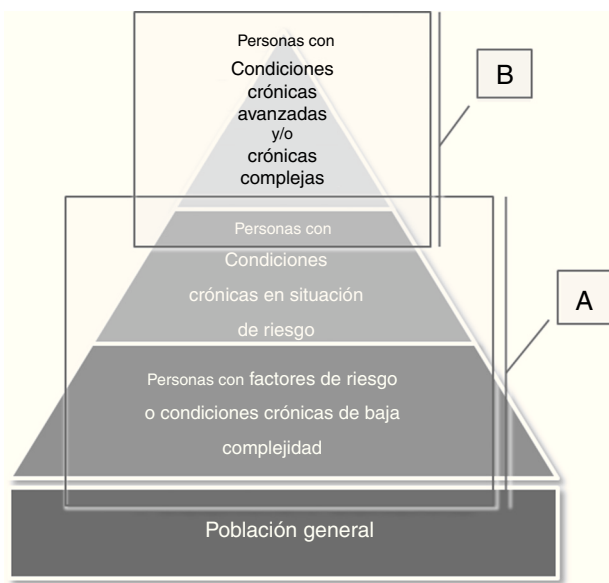 Personas con
Condiciones
crónicas
avanzadas
y/o
crónicas
complejas
B
Personas con
Condiciones
crónicas en situación
de riesgo
A
Personas con factores de riesgo
o condiciones crónicas de baja
complejidad
Población general